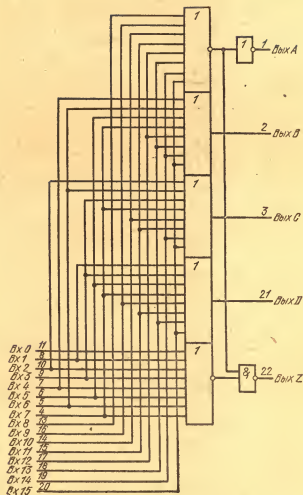 1
1
1
Вых A
1
2
Вых B
1
3
Вых C
1
21
Вых D
1
&
22
Вых Z
Вх 0 11
Вх 1 8
Вх 2 10
Вх 3 9
Вх 4 7
Вх 5 6
Вх 6 5
Вх 7 4
Вх 8 13
Вх 9 16
Вх 10 14
Вх 11 15
Вх 12 17
Вх 13 18
Вх 14 19
Вх 15 20